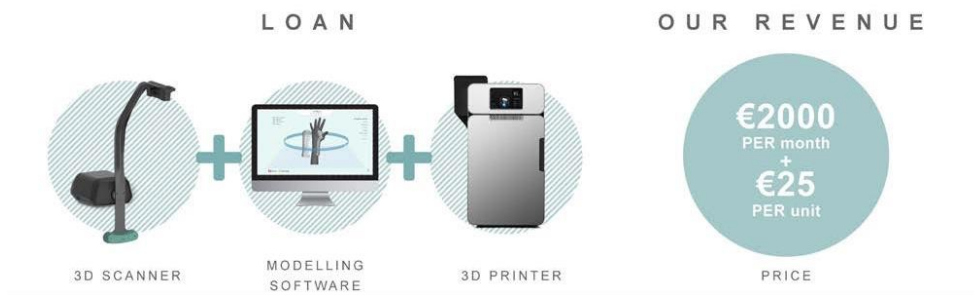 LOAN
OUR REVENUE
€2000
PER month
+
€25
PER unit
3D SCANNER
MODELLING
SOFTWARE
3D PRINTER
PRICE